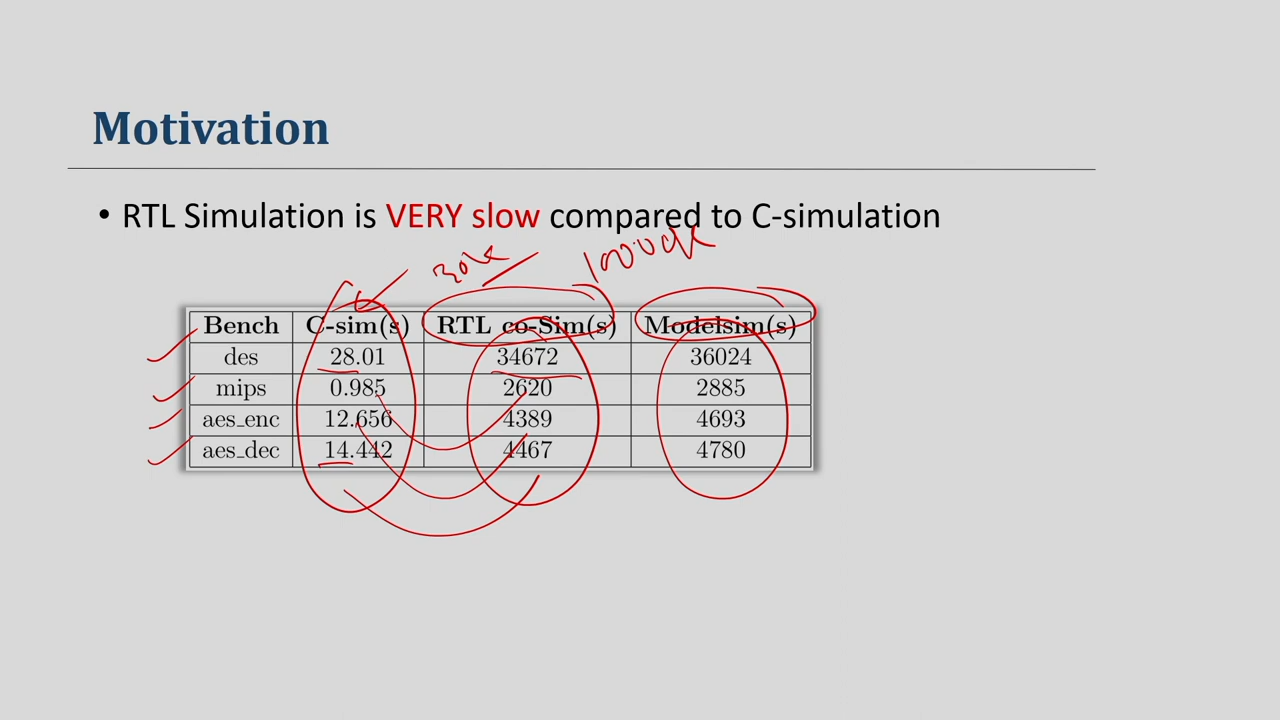 Motivation
• RTL Simulation is VERY slow compared to C-simulation
Bench C-sim(s) RTL co-Sim(s) Modelsim(s)
des 28.01 34672 36024
mips 0.985 2620 2885
aes_enc 12.656 4389 4693
aes_dec 14.442 4467 4780